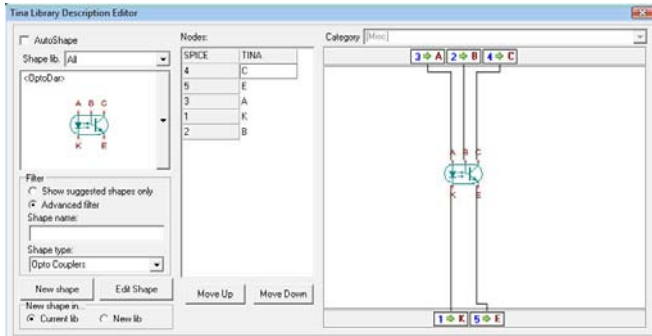 Tina Library Description Editor
AutoShape
Shape lib. All
<OptoDar>
A B C
K E
Filter
Show suggested shapes only
Advanced filter
Shape name:
Shape type:
Opto Couplers
New shape Edit Shape
New shape in...
Current lib New lib
Nodes:
SPICE TINA
4 C
5 E
3 A
1 K
2 B
Move Up Move Down
Category [Misc]
3 A 2 B 4 C
A B C
K E
1 K 5 E